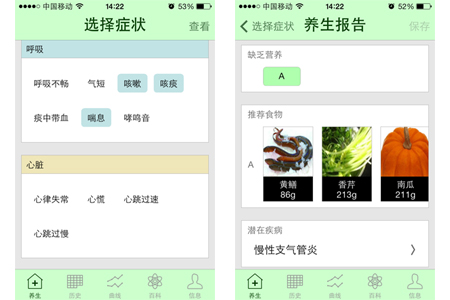 中国移动 14:22 53%
选择症状 查看
呼吸
呼吸不畅 气短 咳嗽 咳痰
痰中带血 喘息 哮鸣音
心脏
心律失常 心慌 心跳过速
心跳过慢
养生 历史 曲线 百科 信息
中国移动 14:22 52%
选择症状 养生报告 保存
缺乏营养
A
推荐食物
A
黄鳝 香芹 南瓜
86g 213g 211g
潜在疾病
慢性支气管炎
养生 历史 曲线 百科 信息